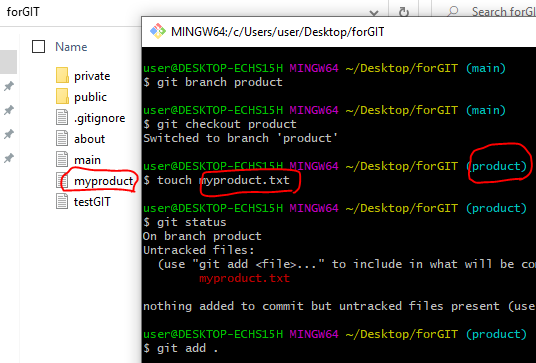 forGIT
Search forGI
Name
private
public
.gitignore
about
main
myproduct
testGIT
MINGW64:/c/Users/user/Desktop/forGIT
user@DESKTOP-ECHS15H MINGW64 ~/Desktop/forGIT (main)
$ git branch product
user@DESKTOP-ECHS15H MINGW64 ~/Desktop/forGIT (main)
$ git checkout product
Switched to branch 'product'
user@DESKTOP-ECHS15H MINGW64 ~/Desktop/forGIT (product)
$ touch myproduct.txt
user@DESKTOP-ECHS15H MINGW64 ~/Desktop/forGIT (product)
$ git status
On branch product
Untracked files:
(use "git add <file>..." to include in what will be co
myproduct.txt
nothing added to commit but untracked files present (use
user@DESKTOP-ECHS15H MINGW64 ~/Desktop/forGIT (product)
$ git add .